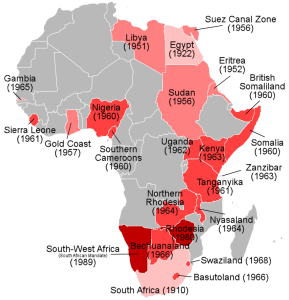 Suez Canal Zone
(1956)
Libya
(1951)
Egypt
(1922)
Eritrea
(1952)
British
Somaliland
(1960)
Gambia
(1965)
Nigeria
(1960)
Sudan
(1956)
Sierra Leone
(1961)
Gold Coast
(1957)
Southern
Cameroons
(1960)
Uganda
(1962)
Kenya
(1963)
Somalia
(1960)
Zanzibar
(1963)
Tanganyika
(1961)
Northern
Rhodesia
(1964)
Nyasaland
(1964)
Rhodesia
Bechuanaland
(1966)
South-West Africa
(South African Mandate)
(1989)
Swaziland (1968)
Basutoland (1966)
South Africa (1910)